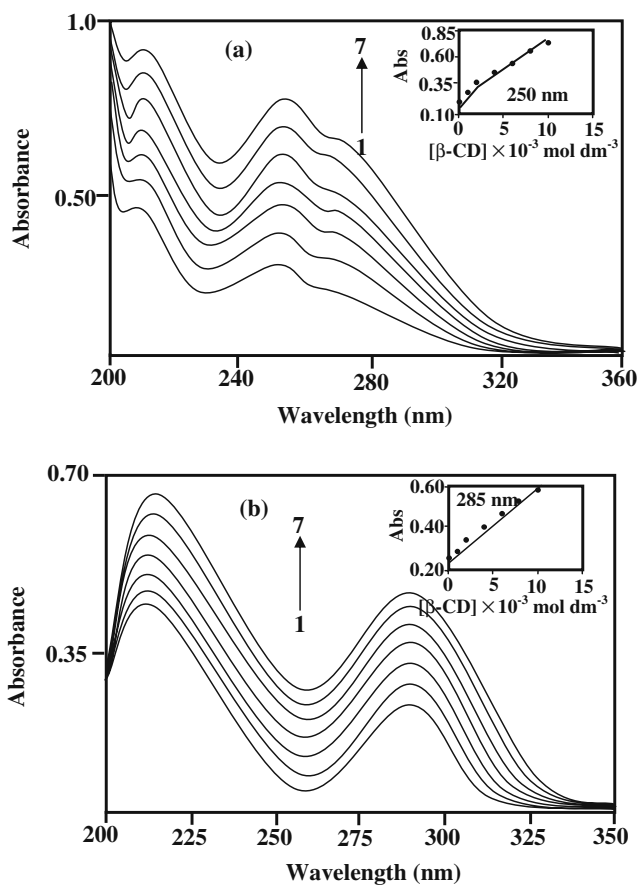 1.0
(a)
7
1
0.50
Absorbance
Abs
0.85
0.60
0.35
0.10
250 nm
0 5 10 15
[β-CD] ×10⁻³ mol dm⁻³
200 240 280 320 360
Wavelength (nm)
0.70
(b)
7
1
0.35
Absorbance
Abs
0.60
0.40
0.20
285 nm
0 5 10 15
[β-CD] ×10⁻³ mol dm⁻³
200 225 250 275 300 325 350
Wavelength (nm)